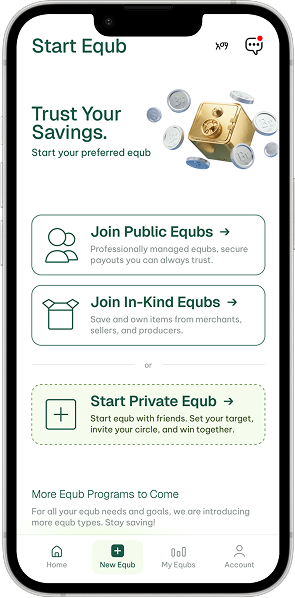 Start Equb
አማ
Trust Your
Savings.
Start your preferred equb
Join Public Equbs →
Professionally managed equbs, secure
payouts you can always trust.
Join In-Kind Equbs →
Save and own items from merchants,
sellers, and producers.
or
Start Private Equb →
Start equb with friends. Set your target,
invite your circle, and win together.
More Equb Programs to Come
For all your equb needs and goals, we are introducing
more equb types. Stay saving!
Home
New Equb
My Equbs
Account